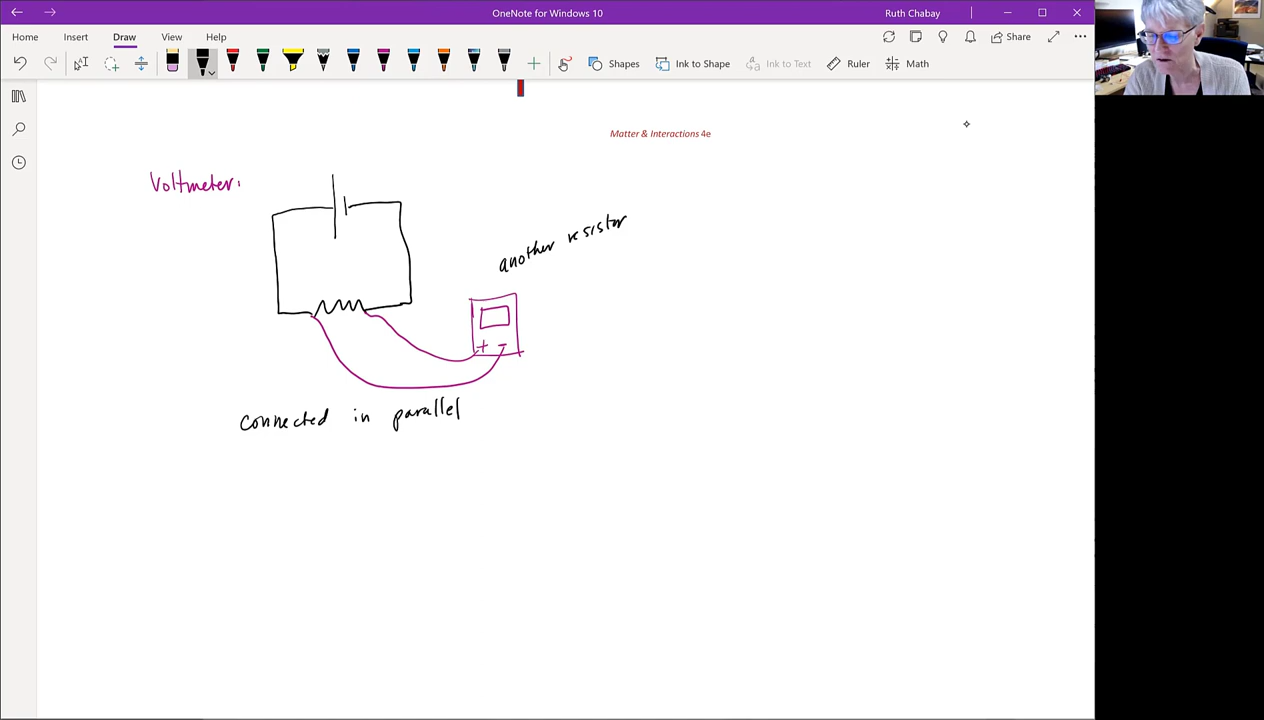 OneNote for Windows 10
Ruth Chabay
Home Insert Draw View Help
Share
Shapes Ink to Shape Ink to Text Ruler Math
Matter & Interactions 4e
Voltmeter:
another resistor
+ -
connected in parallel